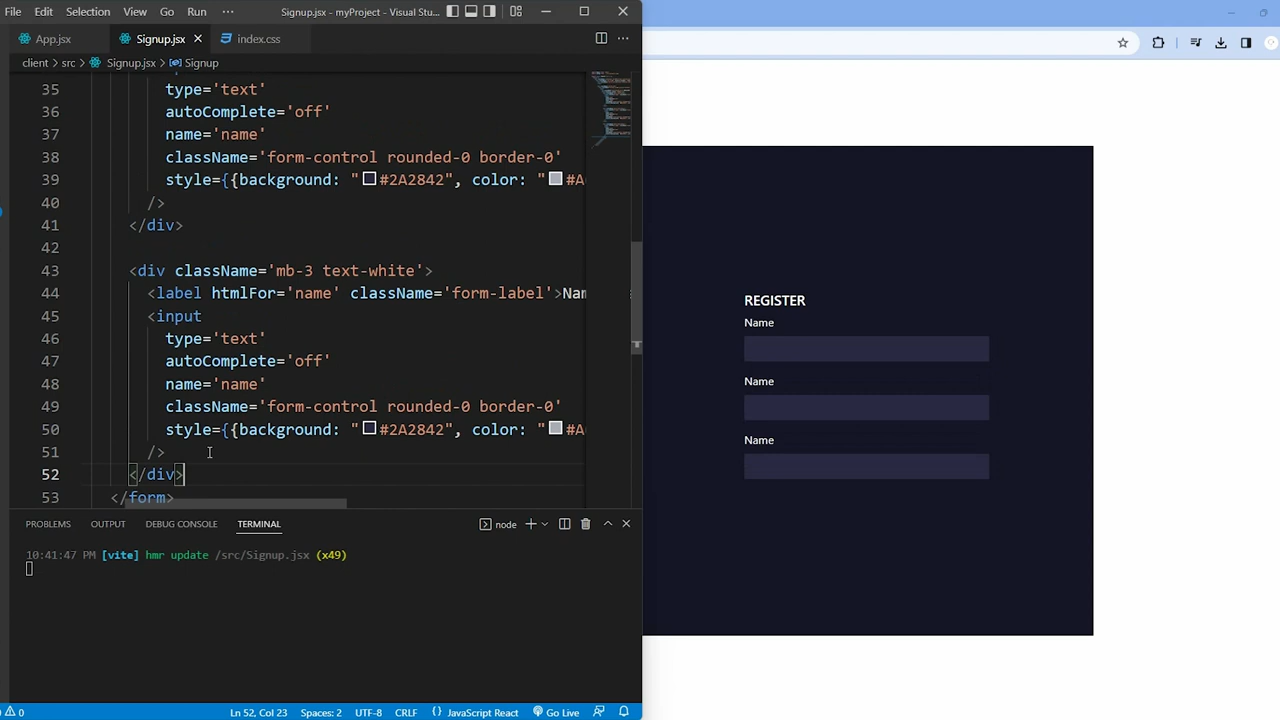 File Edit Selection View Go Run ··· Signup.jsx - myProject - Visual Stu...
App.jsx Signup.jsx index.css
client > src > Signup.jsx > Signup
35 type='text'
36 autoComplete='off'
37 name='name'
38 className='form-control rounded-0 border-0'
39 style={{background: "#2A2842", color: "#A
40 />
41 </div>
42
43 <div className='mb-3 text-white'>
44 <label htmlFor='name' className='form-label'>Nam
45 <input
46 type='text'
47 autoComplete='off'
48 name='name'
49 className='form-control rounded-0 border-0'
50 style={{background: "#2A2842", color: "#A
51 />
52 </div>
53 </form>
PROBLEMS OUTPUT DEBUG CONSOLE TERMINAL node
10:41:47 PM [vite] hmr update /src/Signup.jsx (x49)
0 Ln 52, Col 23 Spaces: 2 UTF-8 CRLF {} JavaScript React Go Live
REGISTER
Name
Name
Name